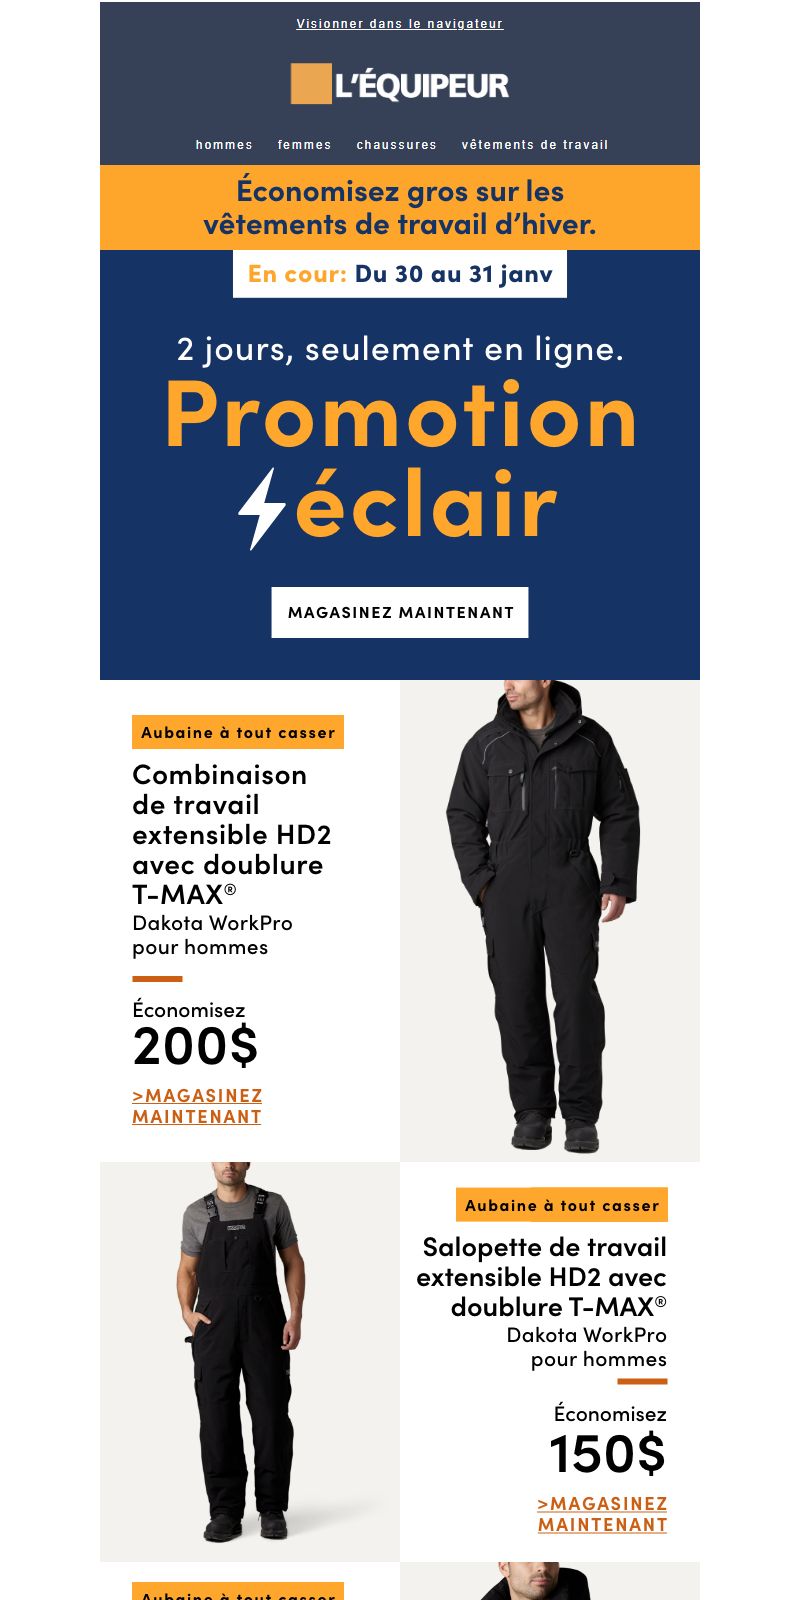 Visionner dans le navigateur
L'ÉQUIPEUR
hommes femmes chaussures vêtements de travail
Économisez gros sur les
vêtements de travail d’hiver.
En cour: Du 30 au 31 janv
2 jours, seulement en ligne.
Promotion
éclair
MAGASINEZ MAINTENANT
Aubaine à tout casser
Combinaison
de travail
extensible HD2
avec doublure
T-MAX®
Dakota WorkPro
pour hommes
Économisez
200$
>MAGASINEZ
MAINTENANT
Aubaine à tout casser
Salopette de travail
extensible HD2 avec
doublure T-MAX®
Dakota WorkPro
pour hommes
Économisez
150$
>MAGASINEZ
MAINTENANT
Aubaine à tout casser